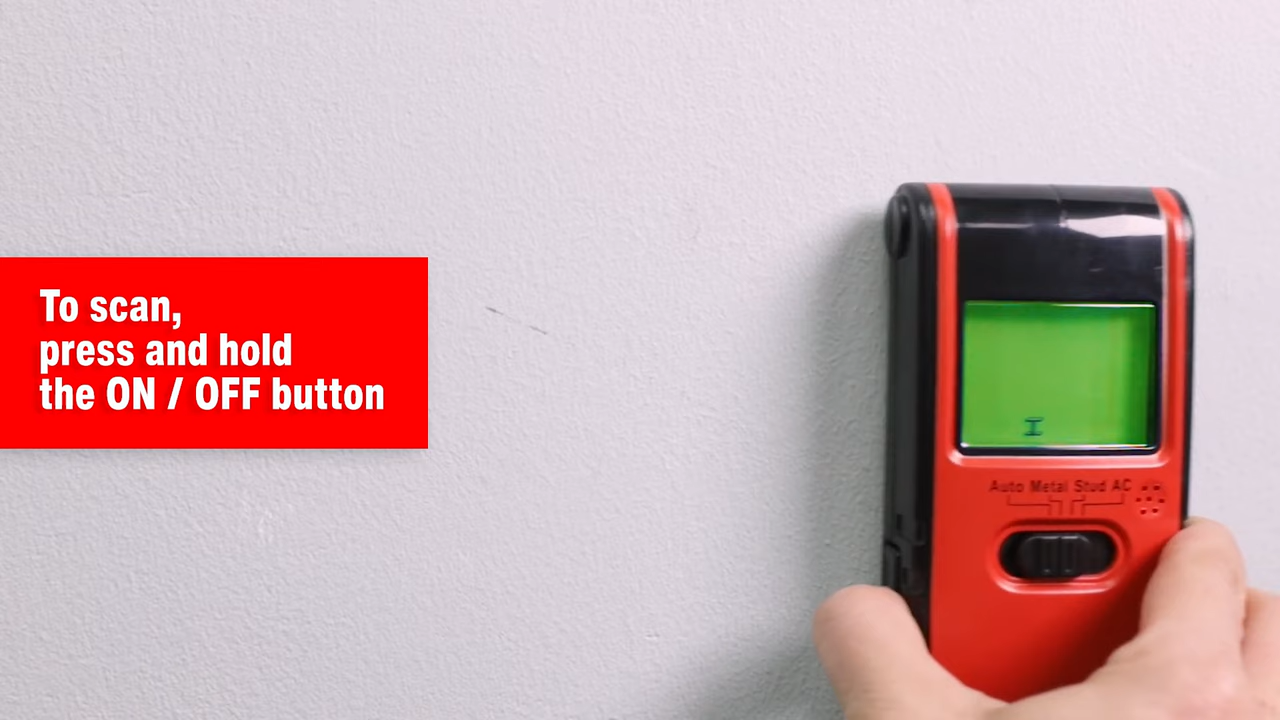 To scan,
press and hold
the ON / OFF button
Auto Metal Stud AC